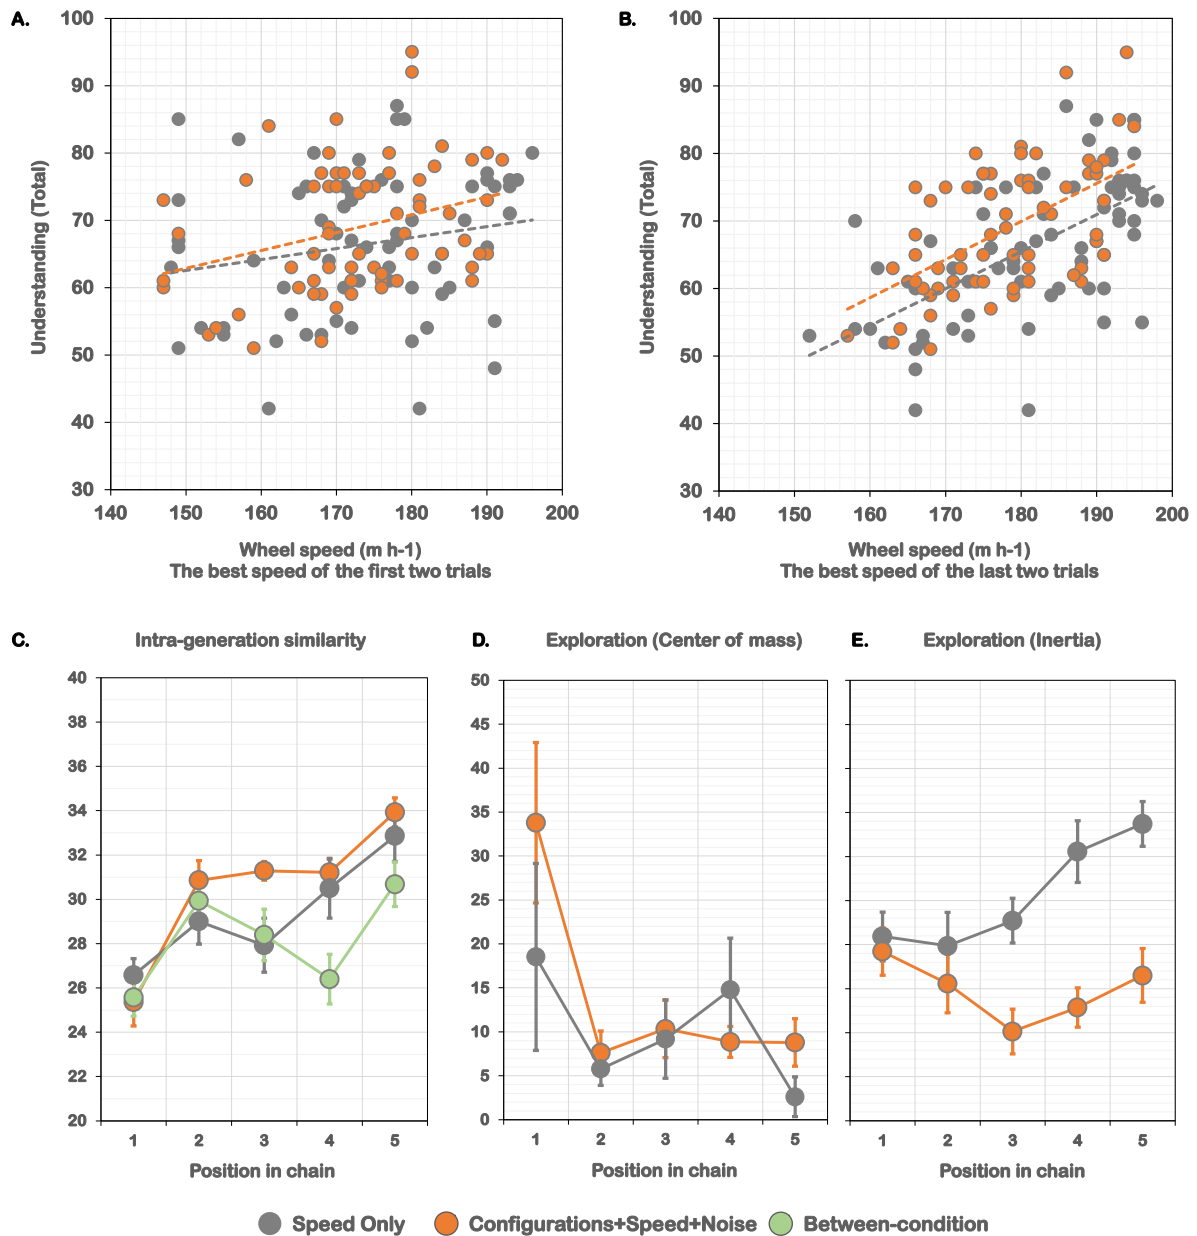 A.
B.
100
90
80
70
60
50
40
30
Understanding (Total)
140 150 160 170 180 190 200
Wheel speed (m h-1)
The best speed of the first two trials
100
90
80
70
60
50
40
30
Understanding (Total)
140 150 160 170 180 190 200
Wheel speed (m h-1)
The best speed of the last two trials
C. Intra-generation similarity
40
38
36
34
32
30
28
26
24
22
20
1 2 3 4 5
Position in chain
D. Exploration (Center of mass)
50
45
40
35
30
25
20
15
10
5
0
1 2 3 4 5
Position in chain
E. Exploration (Inertia)
1 2 3 4 5
Position in chain
Speed Only Configurations+Speed+Noise Between-condition